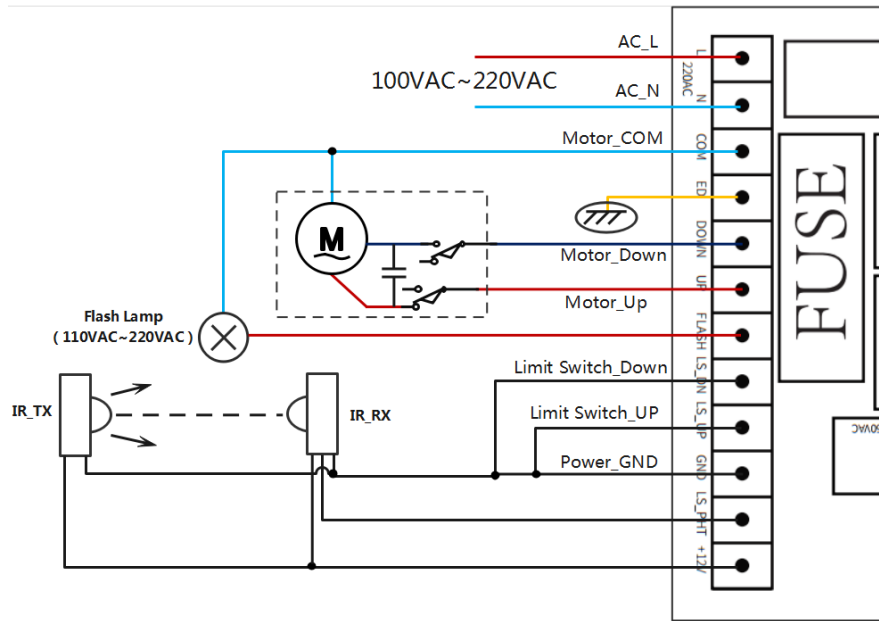 AC_L
L
100VAC~220VAC
220AC
AC_N
N
Motor_COM
COM
ED
FUSE
M
DOWN
Motor_Down
UP
Motor_Up
Flash Lamp
( 110VAC~220VAC )
FLASH
Limit Switch_Down
LS_DN
IR_TX
IR_RX
Limit Switch_UP
LS_UP
Power_GND
GND
LS_PHT
+12V